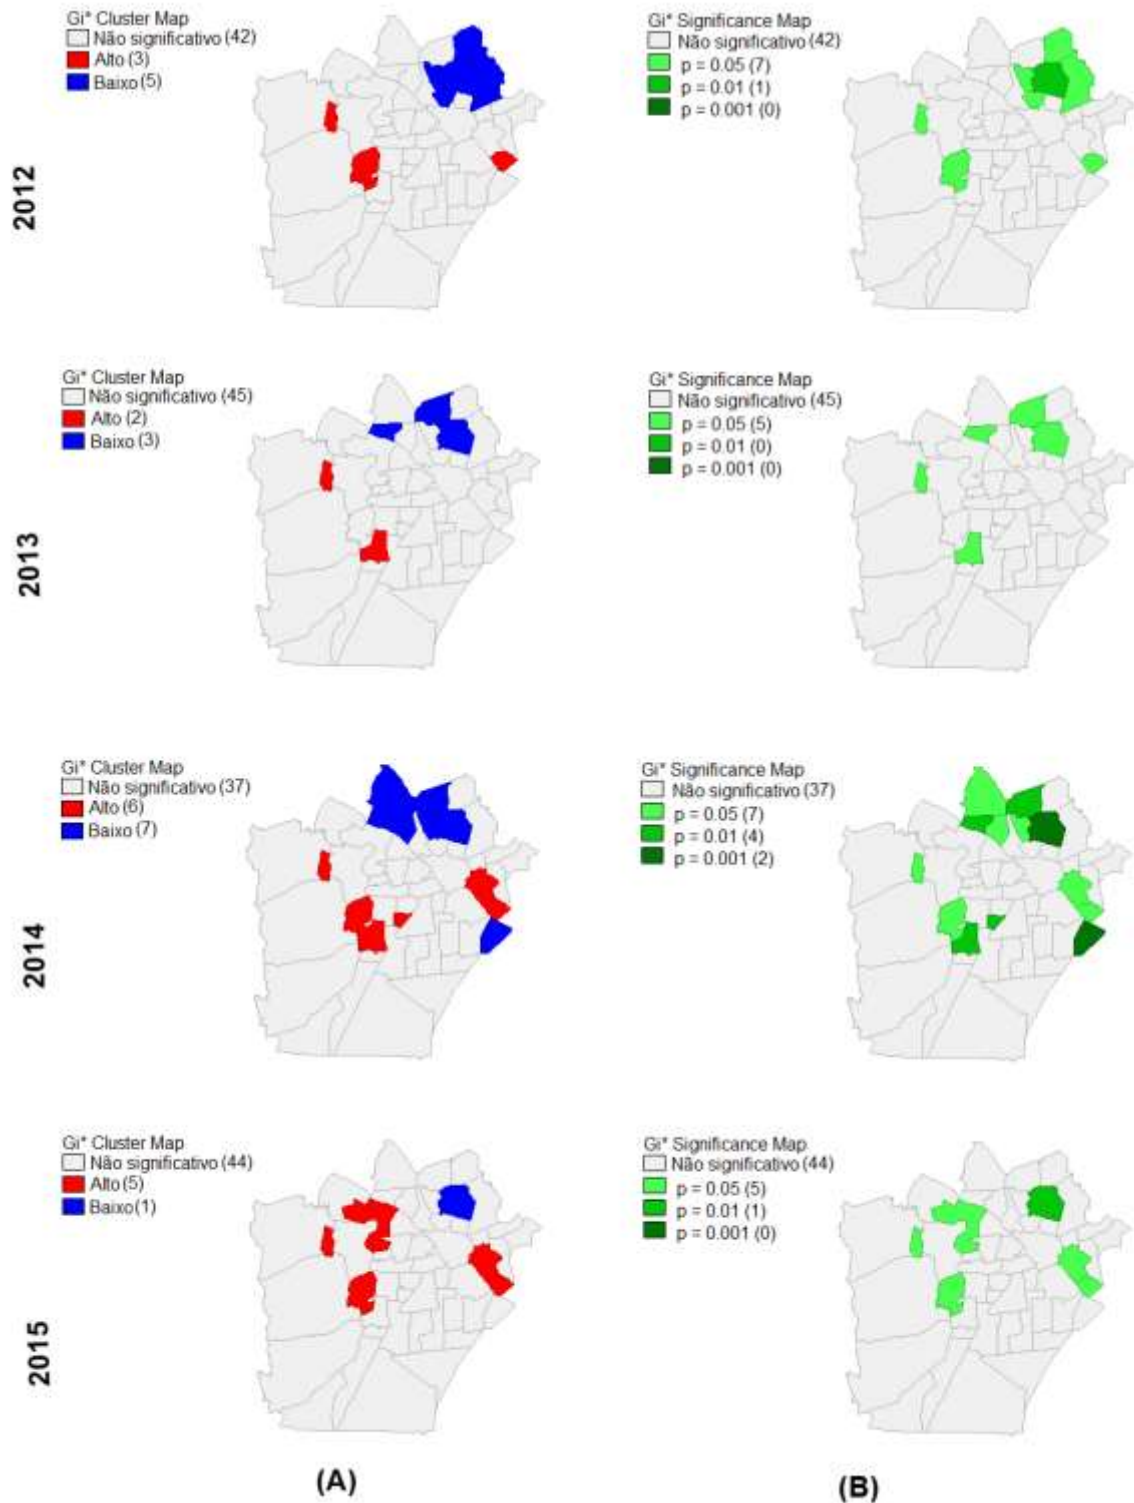 Gi* Cluster Map
Não significativo (42)
Alto (3)
Baixo (5)
Gi* Significance Map
Não significativo (42)
p = 0.05 (7)
p = 0.01 (1)
p = 0.001 (0)
2012
Gi* Cluster Map
Não significativo (45)
Alto (2)
Baixo (3)
Gi* Significance Map
Não significativo (45)
p = 0.05 (5)
p = 0.01 (0)
p = 0.001 (0)
2013
Gi* Cluster Map
Não significativo (37)
Alto (6)
Baixo (7)
Gi* Significance Map
Não significativo (37)
p = 0.05 (7)
p = 0.01 (4)
p = 0.001 (2)
2014
Gi* Cluster Map
Não significativo (44)
Alto (5)
Baixo (1)
Gi* Significance Map
Não significativo (44)
p = 0.05 (5)
p = 0.01 (1)
p = 0.001 (0)
2015
(A)
(B)